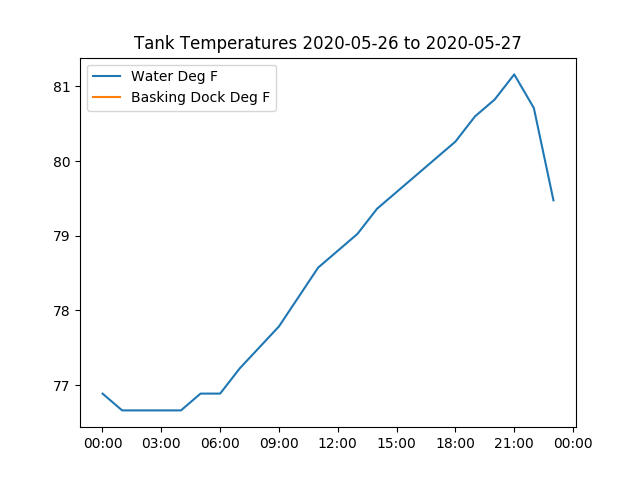 Tank Temperatures 2020-05-26 to 2020-05-27
Water Deg F
Basking Dock Deg F
81
80
79
78
77
00:00 03:00 06:00 09:00 12:00 15:00 18:00 21:00 00:00